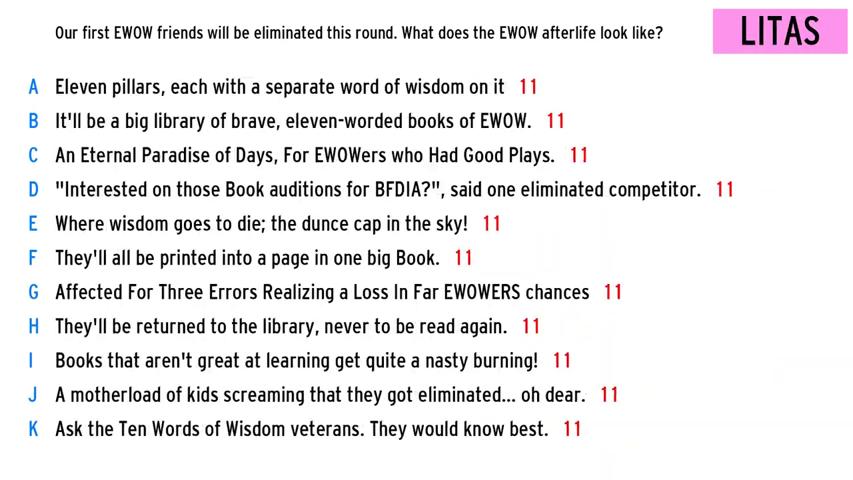 Our first EWOW friends will be eliminated this round. What does the EWOW afterlife look like?
LITAS
A Eleven pillars, each with a separate word of wisdom on it 11
B It'll be a big library of brave, eleven-worded books of EWOW. 11
C An Eternal Paradise of Days, For EWOWers who Had Good Plays. 11
D "Interested on those Book auditions for BFDIA?", said one eliminated competitor. 11
E Where wisdom goes to die; the dunce cap in the sky! 11
F They'll all be printed into a page in one big Book. 11
G Affected For Three Errors Realizing a Loss In Far EWOWERS chances 11
H They'll be returned to the library, never to be read again. 11
I Books that aren't great at learning get quite a nasty burning! 11
J A motherload of kids screaming that they got eliminated... oh dear. 11
K Ask the Ten Words of Wisdom veterans. They would know best. 11